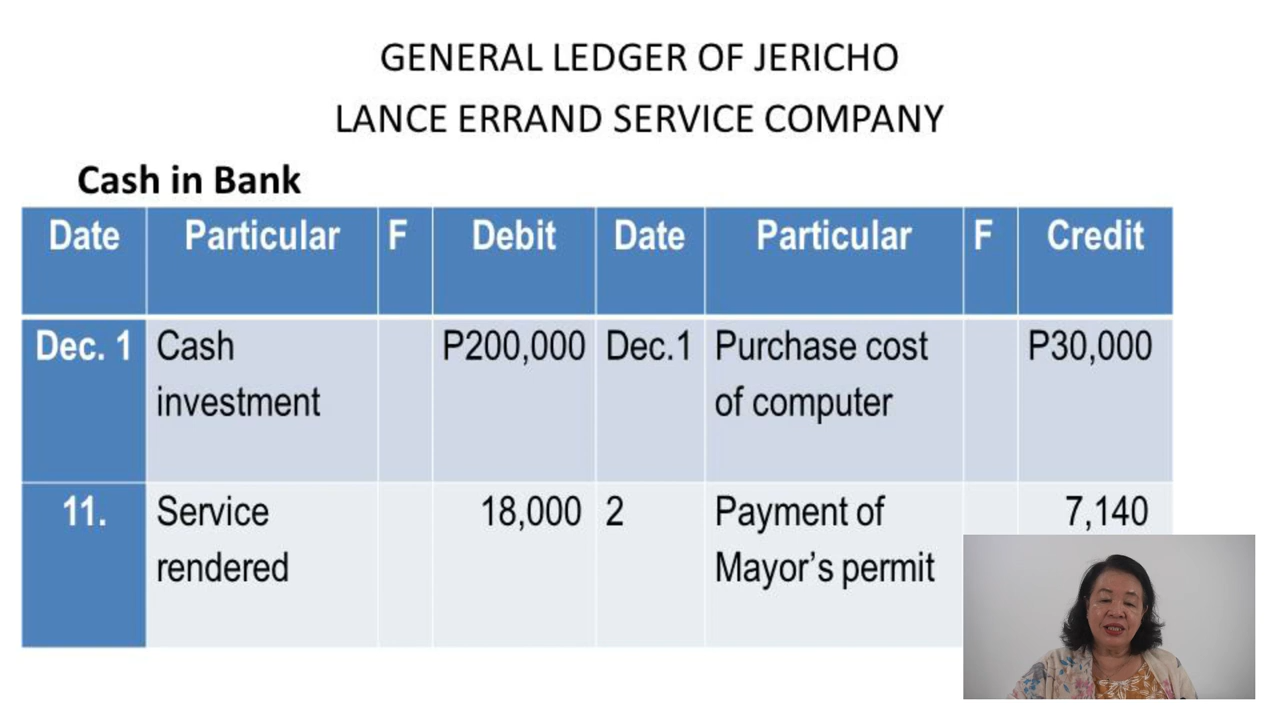 GENERAL LEDGER OF JERICHO
LANCE ERRAND SERVICE COMPANY
Cash in Bank
Date Particular F Debit Date Particular F Credit
Dec. 1 Cash P200,000 Dec.1 Purchase cost P30,000
investment of computer
11. Service 18,000 2 Payment of 7,140
rendered Mayor’s permit